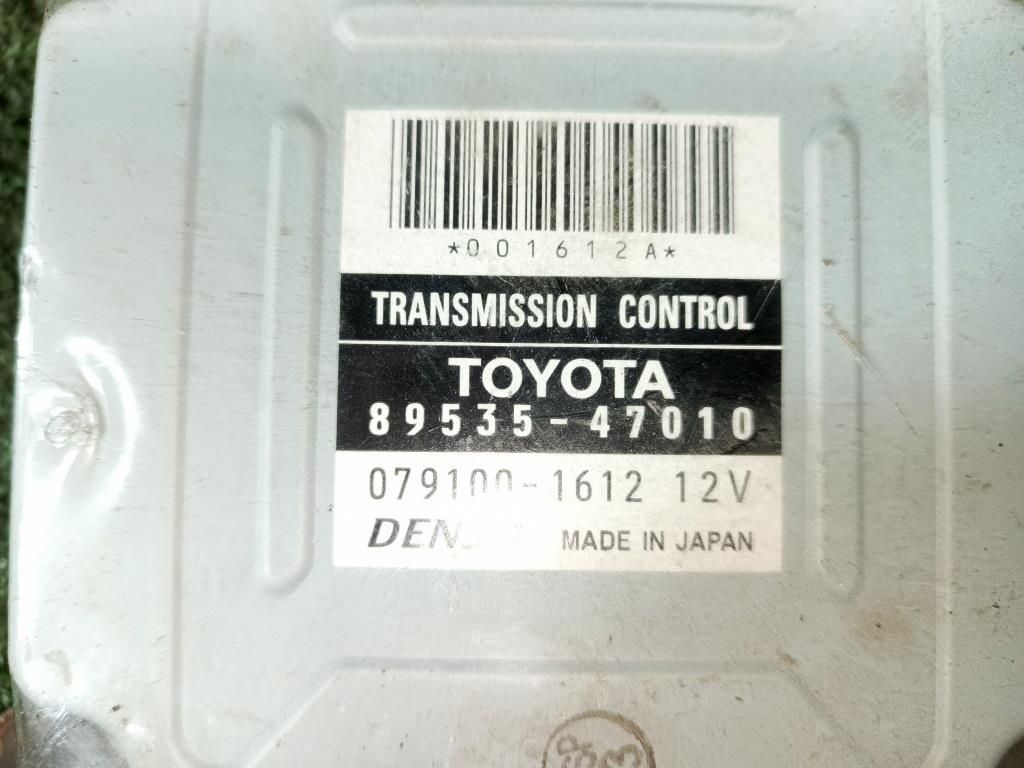 *001612A*
TRANSMISSION CONTROL
TOYOTA
89535-47010
079100-1612 12V
MADE IN JAPAN